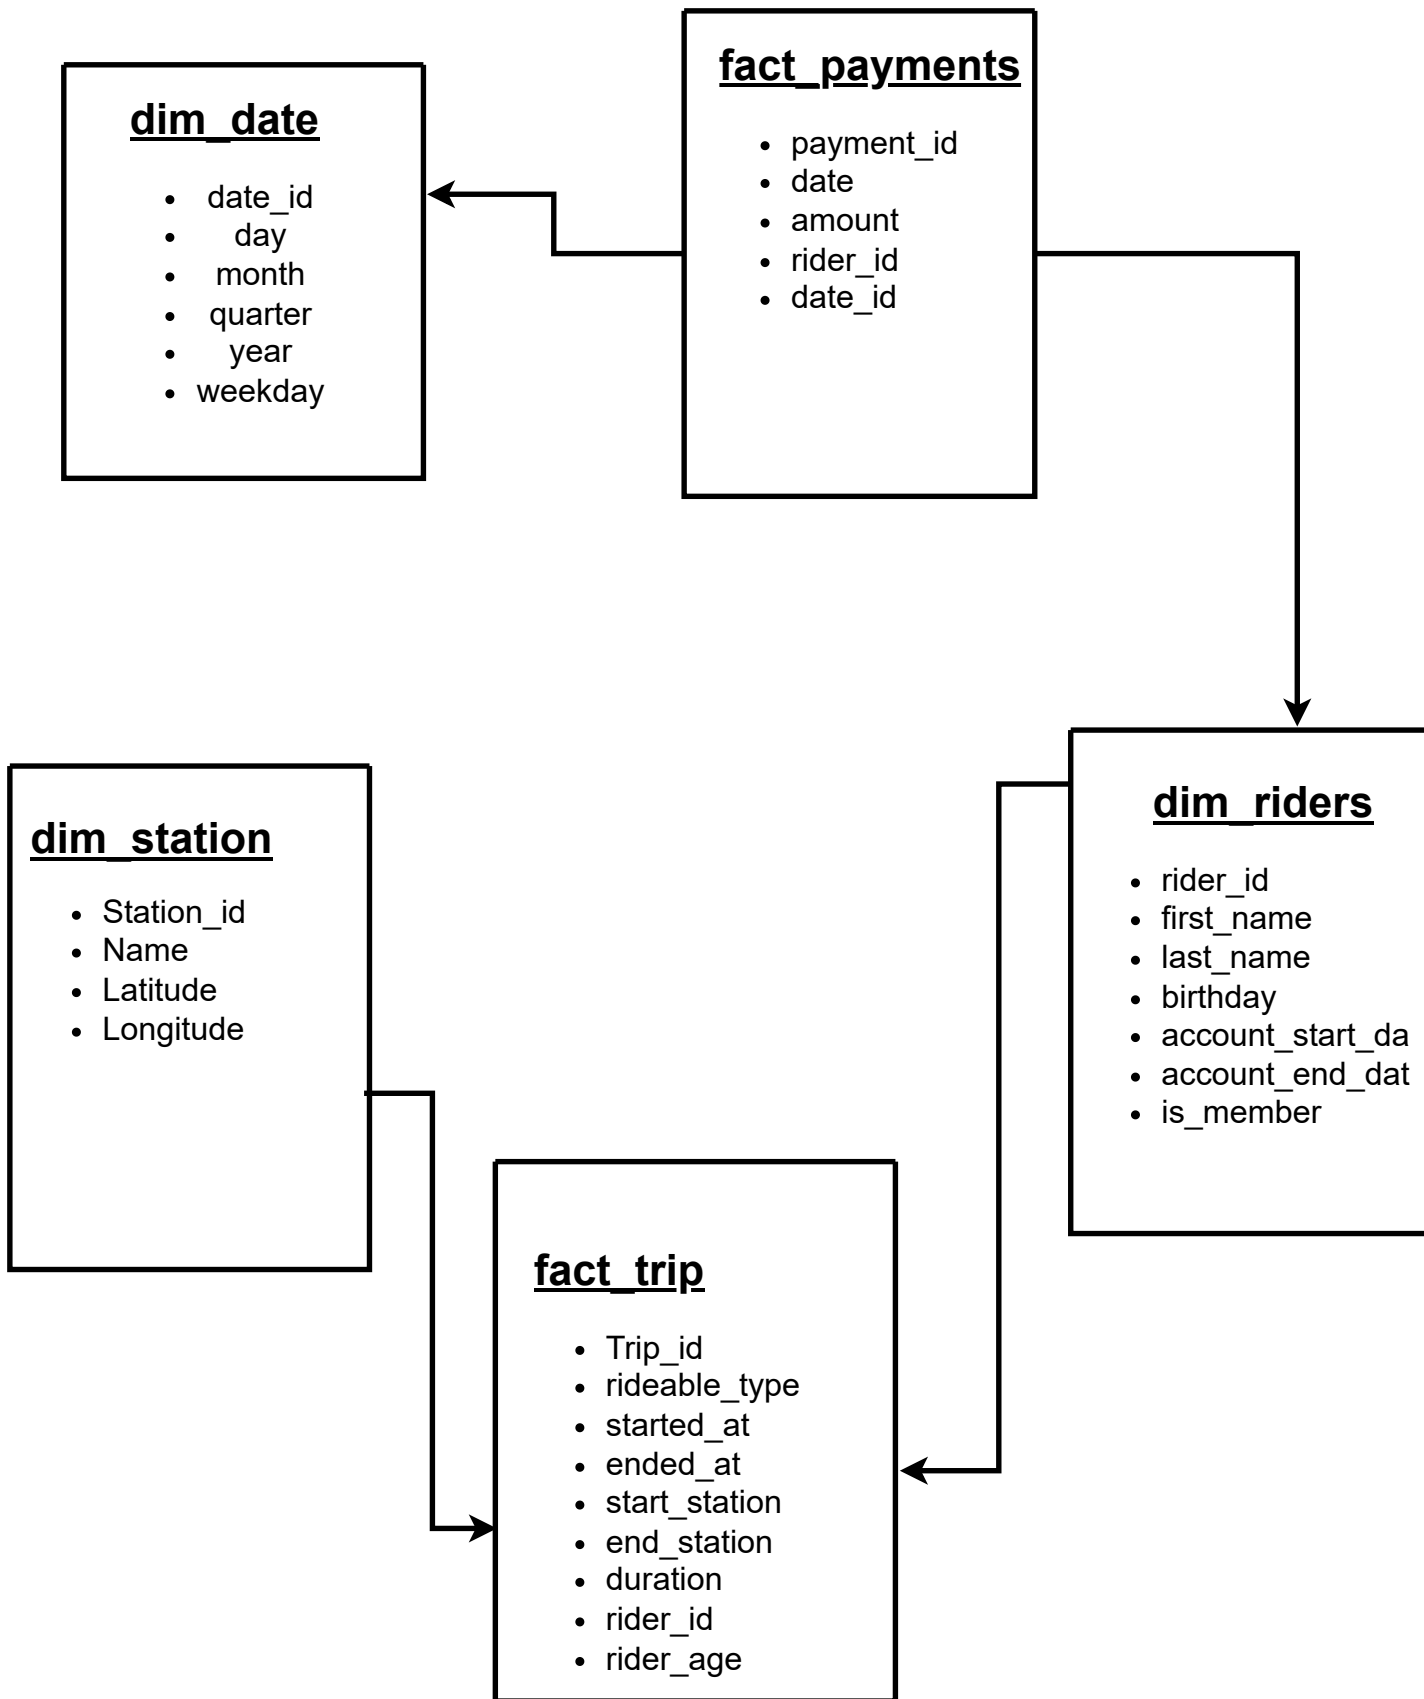 fact_payments
payment_id
date
amount
rider_id
date_id
dim_date
date_id
day
month
quarter
year
weekday
dim_riders
rider_id
first_name
last_name
birthday
account_start_da
account_end_dat
is_member
dim_station
Station_id
Name
Latitude
Longitude
fact_trip
Trip_id
rideable_type
started_at
ended_at
start_station
end_station
duration
rider_id
rider_age